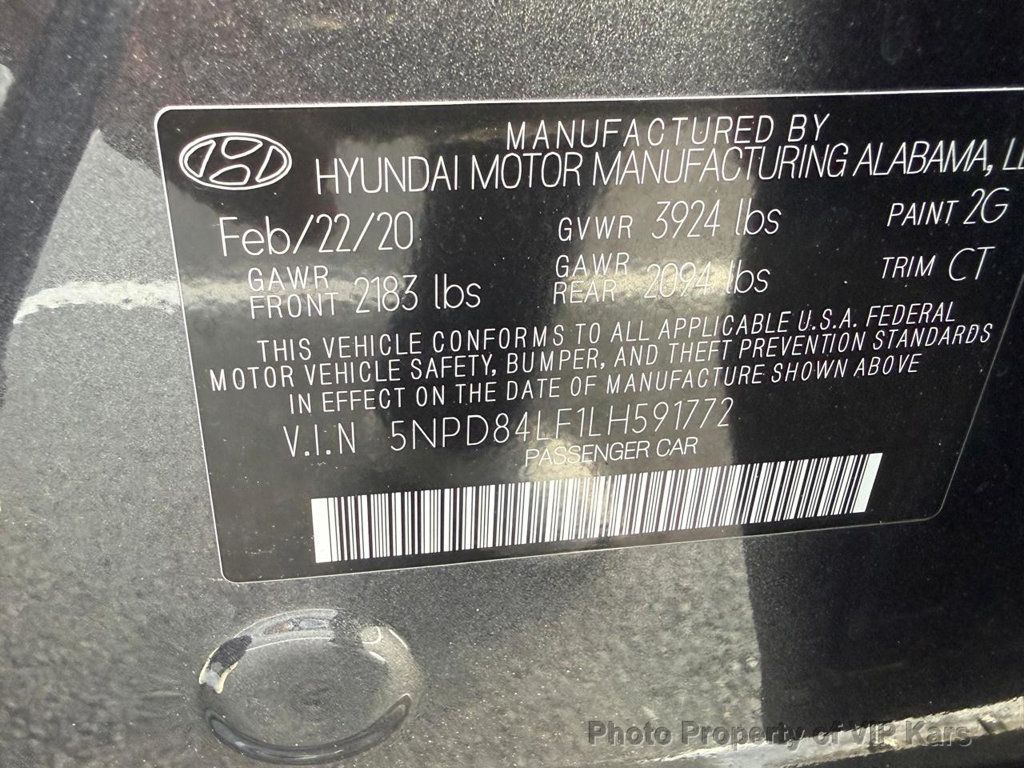 MANUFACTURED BY
HYUNDAI MOTOR MANUFACTURING ALABAMA,
Feb/22/20 GVWR 3924 lbs PAINT 2G
GAWR FRONT 2183 lbs GAWR REAR 2094 lbs TRIM CT
THIS VEHICLE CONFORMS TO ALL APPLICABLE U.S.A. FEDERAL
MOTOR VEHICLE SAFETY, BUMPER, AND THEFT PREVENTION STANDARDS
IN EFFECT ON THE DATE OF MANUFACTURE SHOWN ABOVE
V.I.N 5NPD84LF1LH591772
PASSENGER CAR
Photo Property of VIP Kars